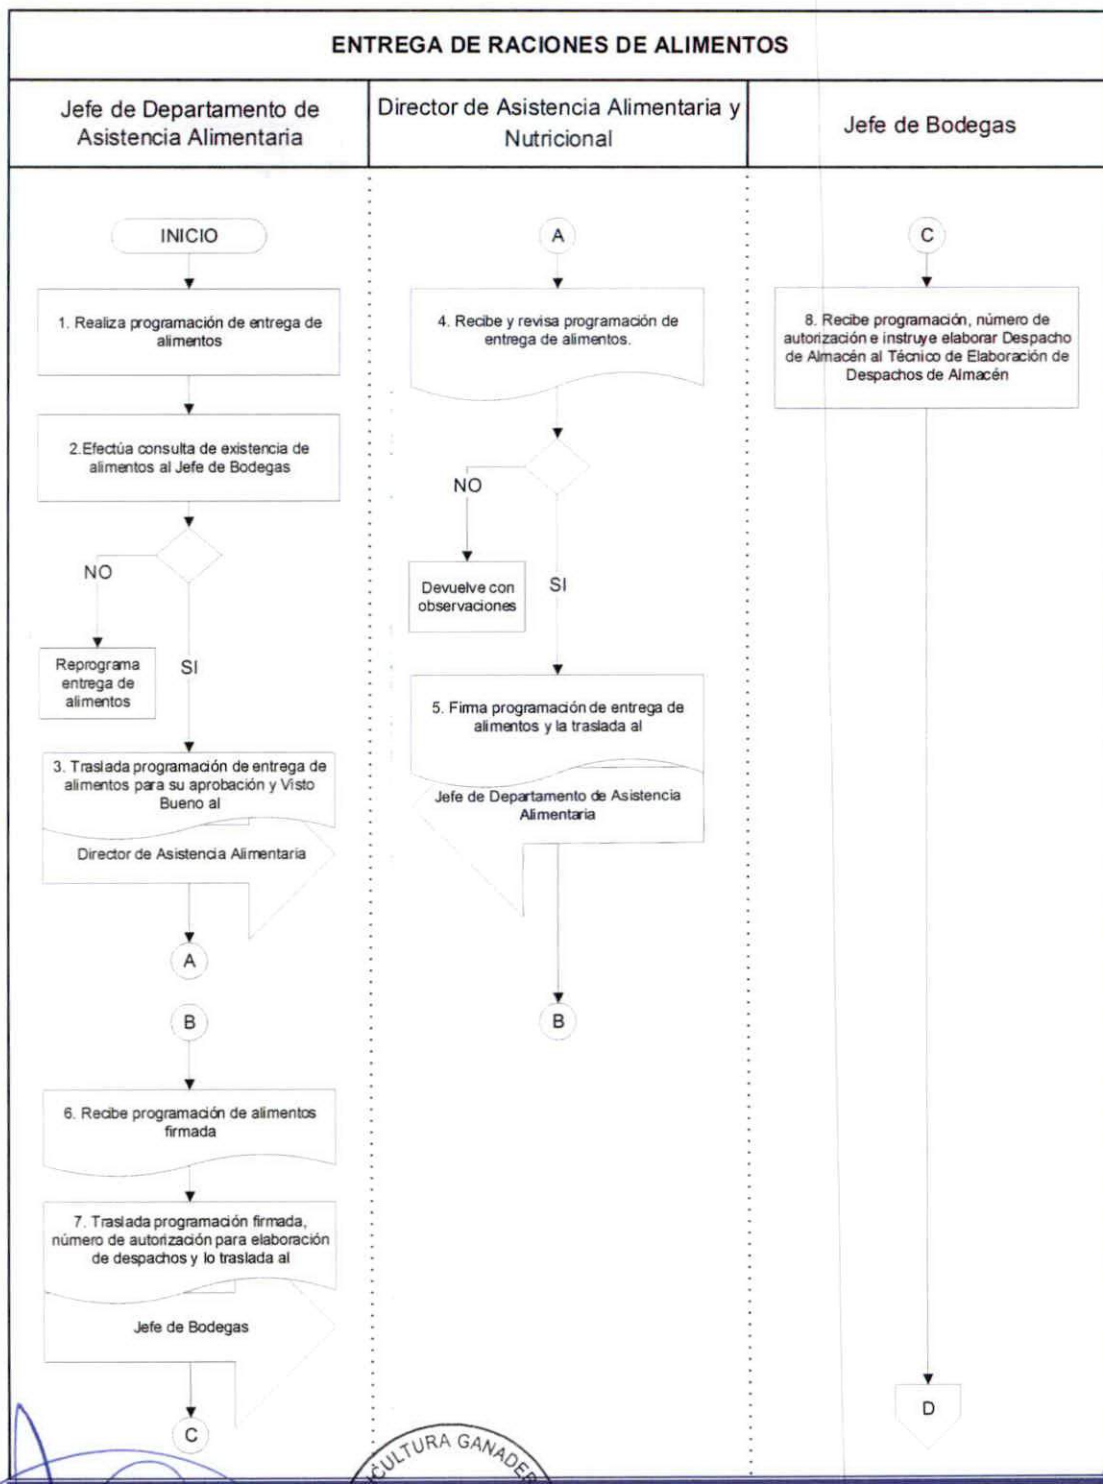 ENTREGA DE RACIONES DE ALIMENTOS
Jefe de Departamento de
Asistencia Alimentaria
Director de Asistencia Alimentaria y
Nutricional
Jefe de Bodegas
INICIO
1. Realiza programación de entrega de
alimentos
2.Efectúa consulta de existencia de
alimentos al Jefe de Bodegas
NO
Reprograma
entrega de
alimentos
SI
3. Traslada programación de entrega de
alimentos para su aprobación y Visto
Bueno al
Director de Asistencia Alimentaria
A
B
6. Recibe programación de alimentos
firmada
7. Traslada programación firmada,
número de autorización para elaboración
de despachos y lo traslada al
Jefe de Bodegas
C
A
4. Recibe y revisa programación de
entrega de alimentos.
NO
Devuelve con
observaciones
SI
5. Firma programación de entrega de
alimentos y la traslada al
Jefe de Departamento de Asistencia
Alimentaria
B
C
8. Recibe programación, número de
autorización e instruye elaborar Despacho
de Almacén al Técnico de Elaboración de
Despachos de Almacén
D